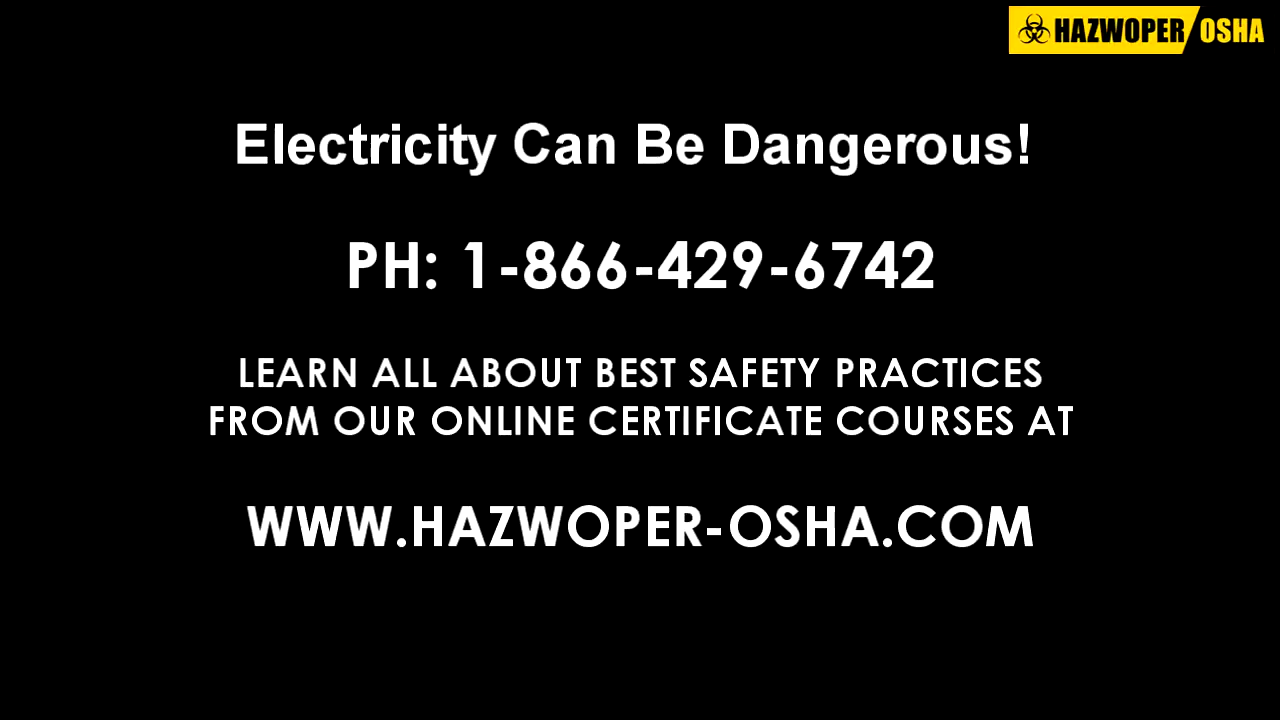 HAZWOPER OSHA
Electricity Can Be Dangerous!
PH: 1-866-429-6742
LEARN ALL ABOUT BEST SAFETY PRACTICES
FROM OUR ONLINE CERTIFICATE COURSES AT
WWW.HAZWOPER-OSHA.COM